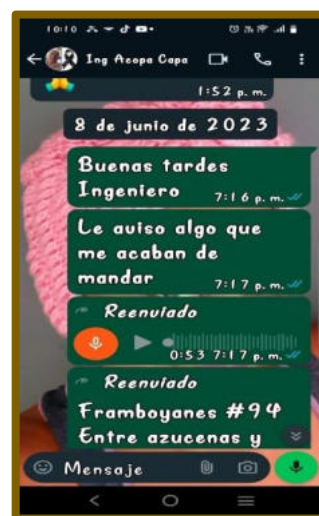 10:10
Ing Acopa Capa
🙏
1:52 p. m.
8 de junio de 2023
Buenas tardes
Ingeniero 7:16 p. m.
Le aviso algo que
me acaban de
mandar 7:17 p. m.
Reenviado
0:53 7:17 p. m.
Reenviado
Framboyanes #94
Entre azucenas y
Mensaje